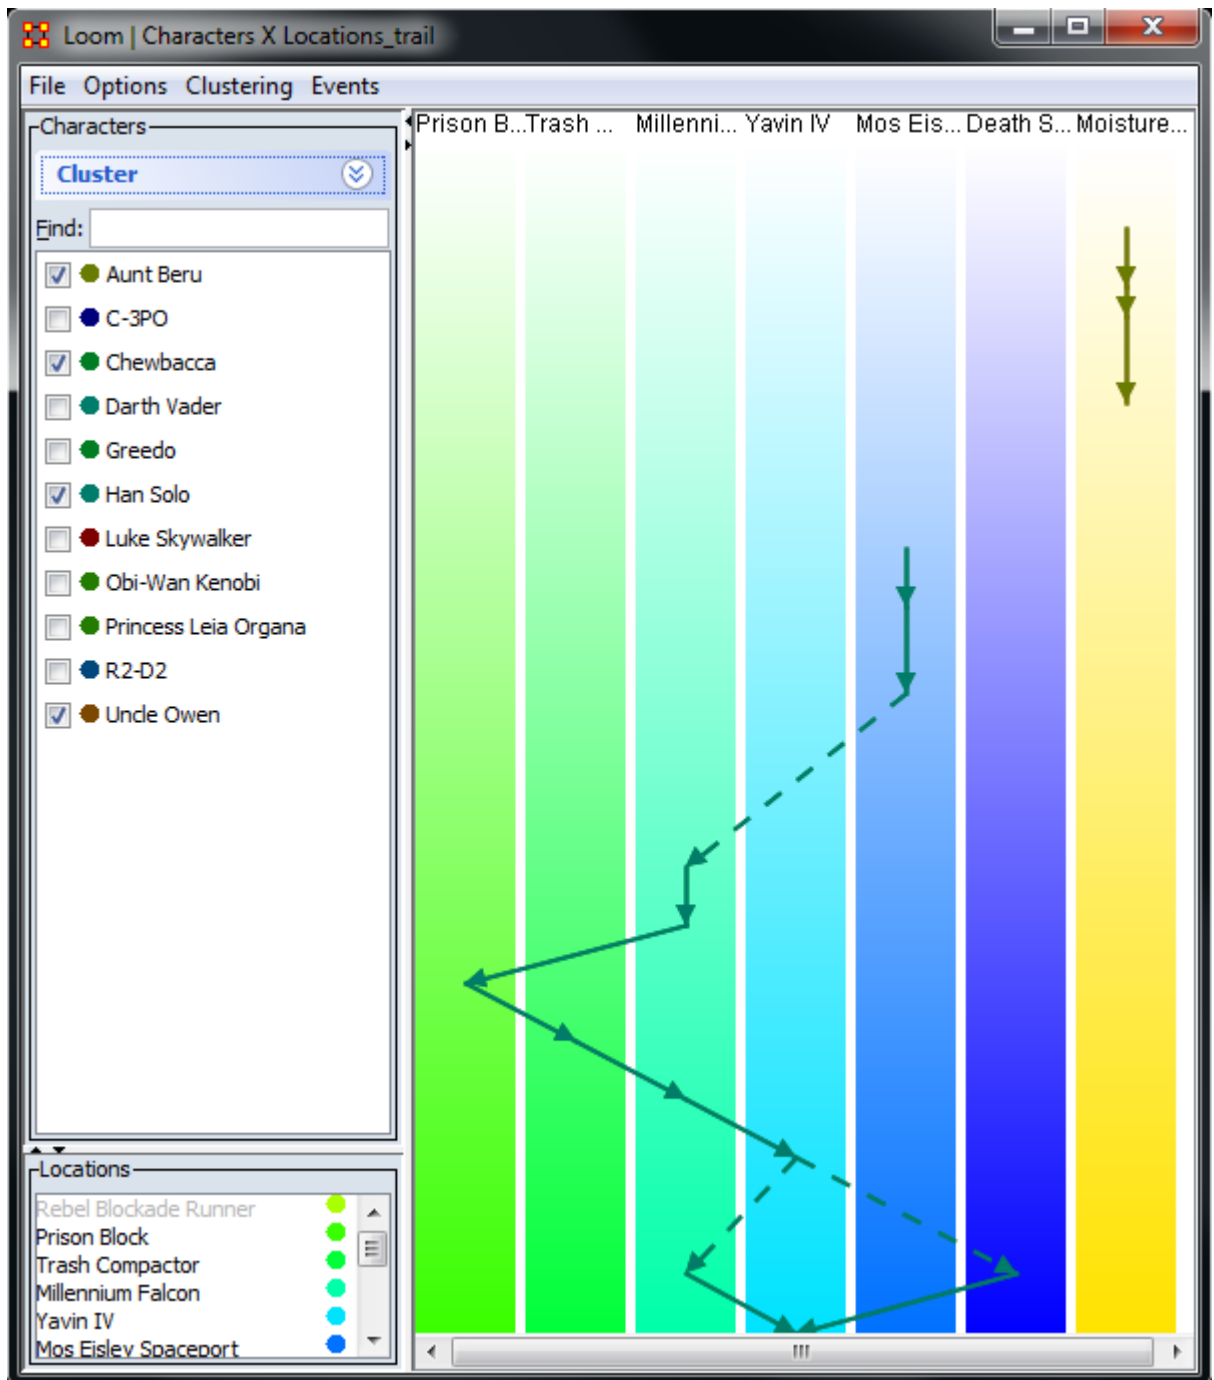 Loom | Characters X Locations_trail
File Options Clustering Events
Characters
Cluster
Find:
Aunt Beru
C-3PO
Chewbacca
Darth Vader
Greedo
Han Solo
Luke Skywalker
Obi-Wan Kenobi
Princess Leia Organa
R2-D2
Uncle Owen
Locations
Rebel Blockade Runner
Prison Block
Trash Compactor
Millennium Falcon
Yavin IV
Mos Eisley Spaceport
Prison B... Trash ... Millenni... Yavin IV Mos Eis... Death S... Moisture...